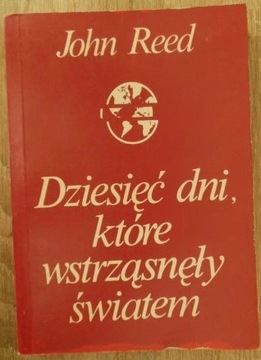 John Reed
Dziesięć dni,
które
wstrząsnęły
światem